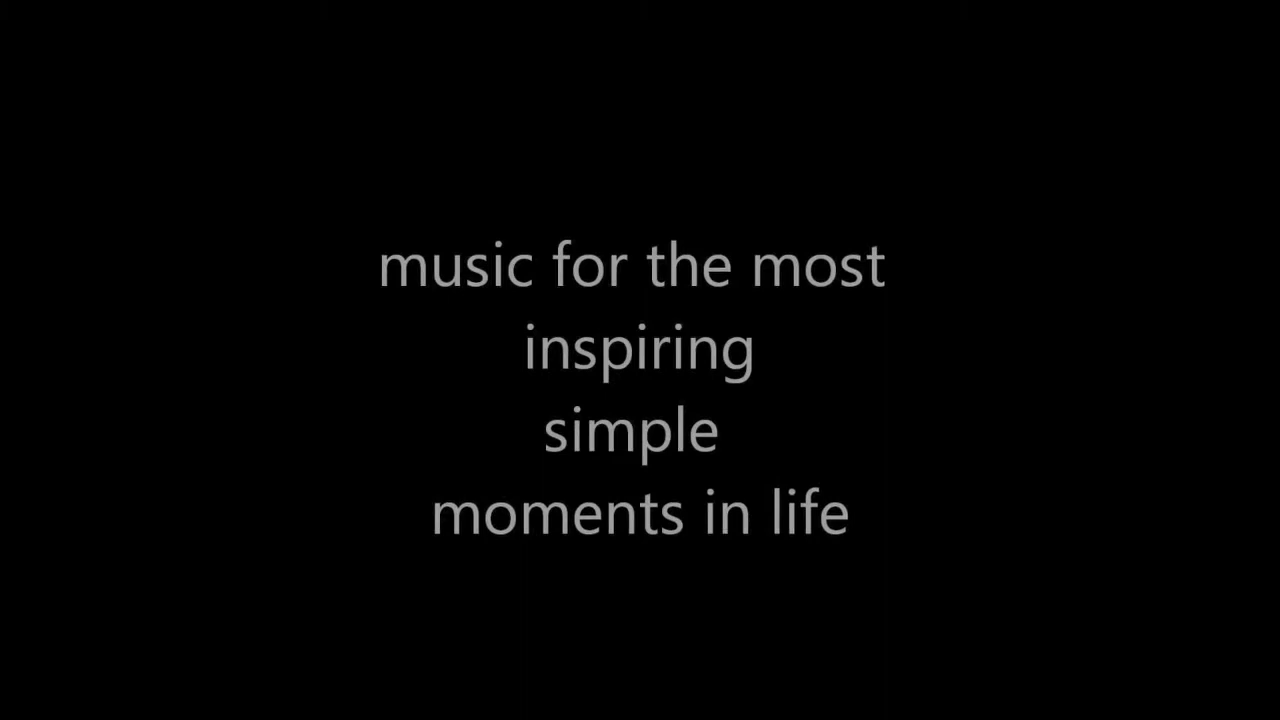 music for the most
inspiring
simple
moments in life